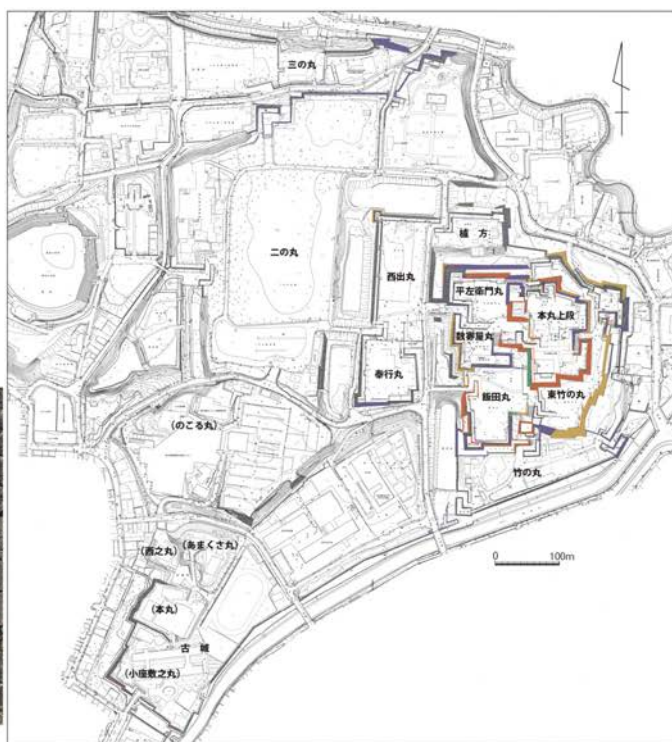 三の丸
二の丸
西出丸
櫨方
平左衛門丸
本丸上段
数寄屋丸
奉行丸
飯田丸
東竹の丸
(のこる丸)
竹の丸
(西之丸)
(あまくさ丸)
0 100m
(本丸)
古城
(小座敷之丸)